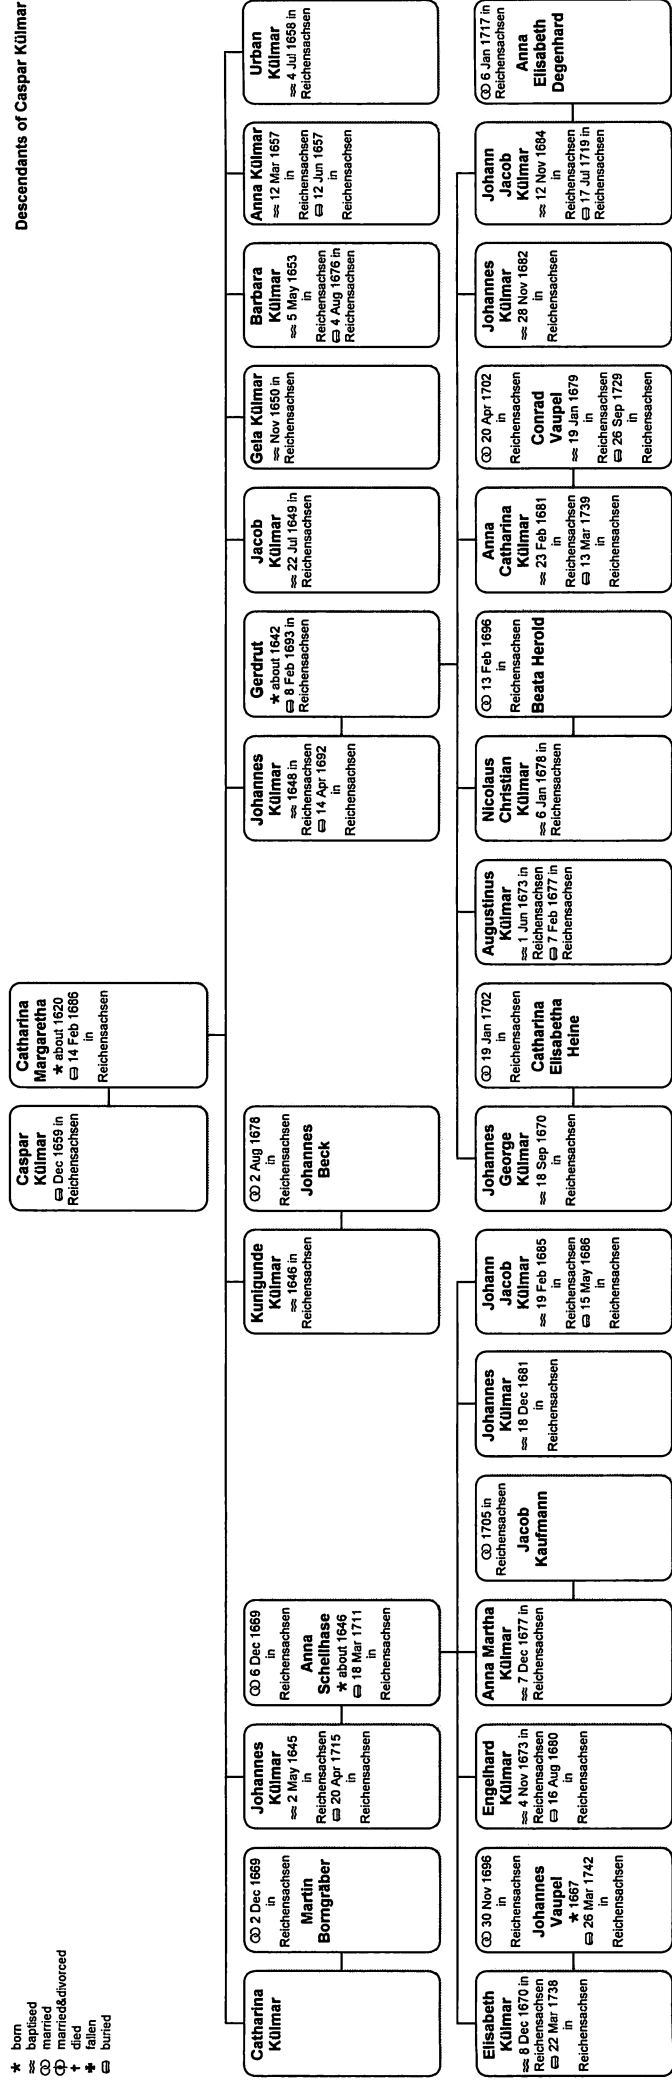 Descendants of Caspar Külmar
★ born
≈ baptised
⚭ married
married&divorced
† died
fallen
buried
Caspar
Külmar
⚰ Dec 1659 in
Reichensachsen
Catharina
Margaretha
★ about 1620
⚰ 14 Feb 1686
in
Reichensachsen
Catharina
Külmar
⚭ 2 Dec 1669
in
Reichensachsen
Martin
Borngräber
Johannes
Külmar
≈ 2 May 1645
in
Reichensachsen
⚰ 20 Apr 1715
in
Reichensachsen
⚭ 6 Dec 1669
in
Reichensachsen
Anna
Schellhase
★ about 1646
⚰ 18 Mar 1711
in
Reichensachsen
Kunigunde
Külmar
≈ 1646 in
Reichensachsen
⚭ 2 Aug 1678
in
Reichensachsen
Johannes
Beck
Johannes
Külmar
≈ 1648 in
Reichensachsen
⚰ 14 Apr 1692
in
Reichensachsen
Gerdrut
★ about 1642
⚰ 8 Feb 1693 in
Reichensachsen
Jacob
Külmar
≈ 22 Jul 1649 in
Reichensachsen
Gela Külmar
≈ Nov 1650 in
Reichensachsen
Barbara
Külmar
≈ 5 May 1653
in
Reichensachsen
⚰ 4 Aug 1676 in
Reichensachsen
Anna Külmar
≈ 12 Mar 1657
in
Reichensachsen
⚰ 12 Jun 1657
in
Reichensachsen
Urban
Külmar
≈ 4 Jul 1658 in
Reichensachsen
Elisabeth
Külmar
≈ 8 Dec 1670 in
Reichensachsen
⚰ 22 Mar 1738
in
Reichensachsen
⚭ 30 Nov 1696
in
Reichensachsen
Johannes
Vaupel
★ 1667
⚰ 26 Mar 1742
in
Reichensachsen
Engelhard
Külmar
≈ 4 Nov 1673 in
Reichensachsen
⚰ 16 Aug 1680
in
Reichensachsen
Anna Martha
Külmar
≈ 7 Dec 1677 in
Reichensachsen
⚭ 1705 in
Reichensachsen
Jacob
Kaufmann
Johannes
Külmar
≈ 18 Dec 1681
in
Reichensachsen
Johann
Jacob
Külmar
≈ 19 Feb 1685
in
Reichensachsen
⚰ 15 May 1686
in
Reichensachsen
Johannes
George
Külmar
≈ 18 Sep 1670
in
Reichensachsen
⚭ 19 Jan 1702
in
Reichensachsen
Catharina
Elisabetha
Heine
Augustinus
Külmar
≈ 1 Jun 1673 in
Reichensachsen
⚰ 7 Feb 1677 in
Reichensachsen
Nicolaus
Christian
Külmar
≈ 6 Jan 1678 in
Reichensachsen
⚭ 13 Feb 1696
in
Reichensachsen
Beata Herold
Anna
Catharina
Külmar
≈ 23 Feb 1681
in
Reichensachsen
⚰ 13 Mar 1739
in
Reichensachsen
⚭ 20 Apr 1702
in
Reichensachsen
Conrad
Vaupel
≈ 19 Jan 1679
in
Reichensachsen
⚰ 26 Sep 1729
in
Reichensachsen
Johannes
Külmar
≈ 28 Nov 1682
in
Reichensachsen
Johann
Jacob
Külmar
≈ 12 Nov 1684
in
Reichensachsen
⚰ 17 Jul 1719 in
Reichensachsen
⚭ 6 Jan 1717 in
Reichensachsen
Anna
Elisabeth
Degenhard